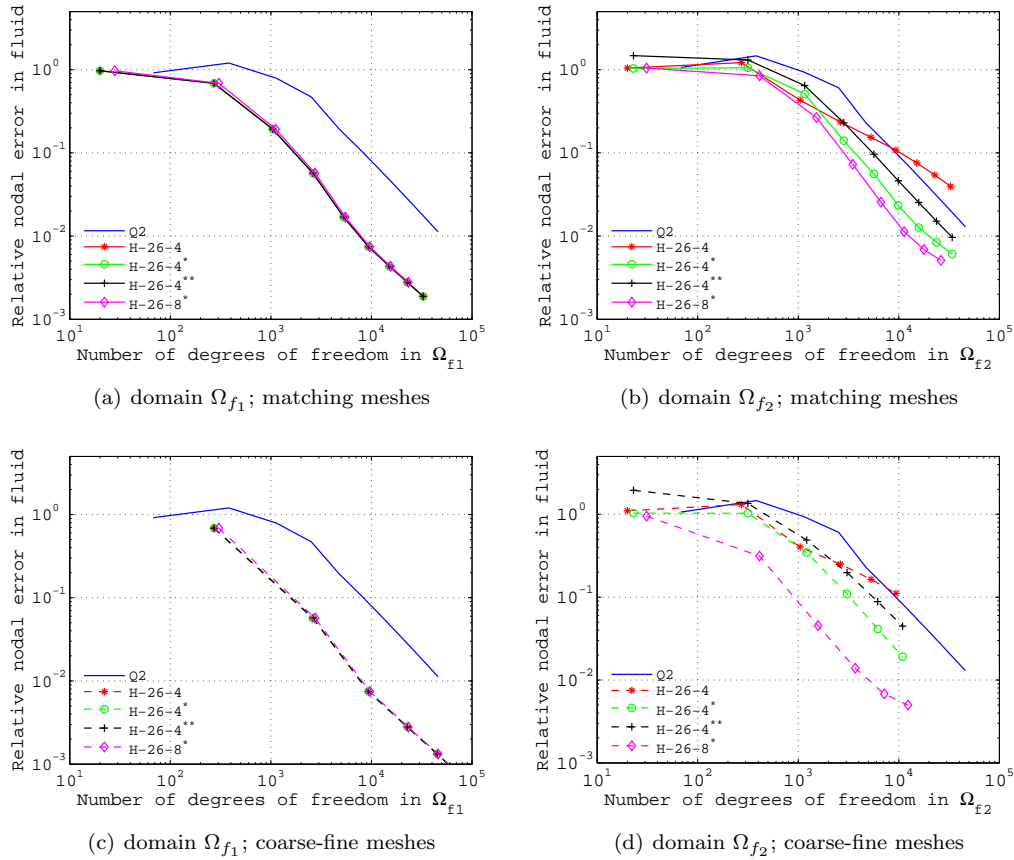 Relative nodal error in fluid
10^0
10^-1
10^-2
10^-3
Q2
H-26-4
H-26-4^*
H-26-4^**
H-26-8^*
10^1 10^2 10^3 10^4 10^5
Number of degrees of freedom in Ω_f1
(a) domain Ω_{f_1}; matching meshes
Relative nodal error in fluid
10^0
10^-1
10^-2
10^-3
Q2
H-26-4
H-26-4^*
H-26-4^**
H-26-8^*
10^1 10^2 10^3 10^4 10^5
Number of degrees of freedom in Ω_f2
(b) domain Ω_{f_2}; matching meshes
Relative nodal error in fluid
10^0
10^-1
10^-2
10^-3
Q2
H-26-4
H-26-4^*
H-26-4^**
H-26-8^*
10^1 10^2 10^3 10^4 10^5
Number of degrees of freedom in Ω_f1
(c) domain Ω_{f_1}; coarse-fine meshes
Relative nodal error in fluid
10^0
10^-1
10^-2
10^-3
Q2
H-26-4
H-26-4^*
H-26-4^**
H-26-8^*
10^1 10^2 10^3 10^4 10^5
Number of degrees of freedom in Ω_f2
(d) domain Ω_{f_2}; coarse-fine meshes